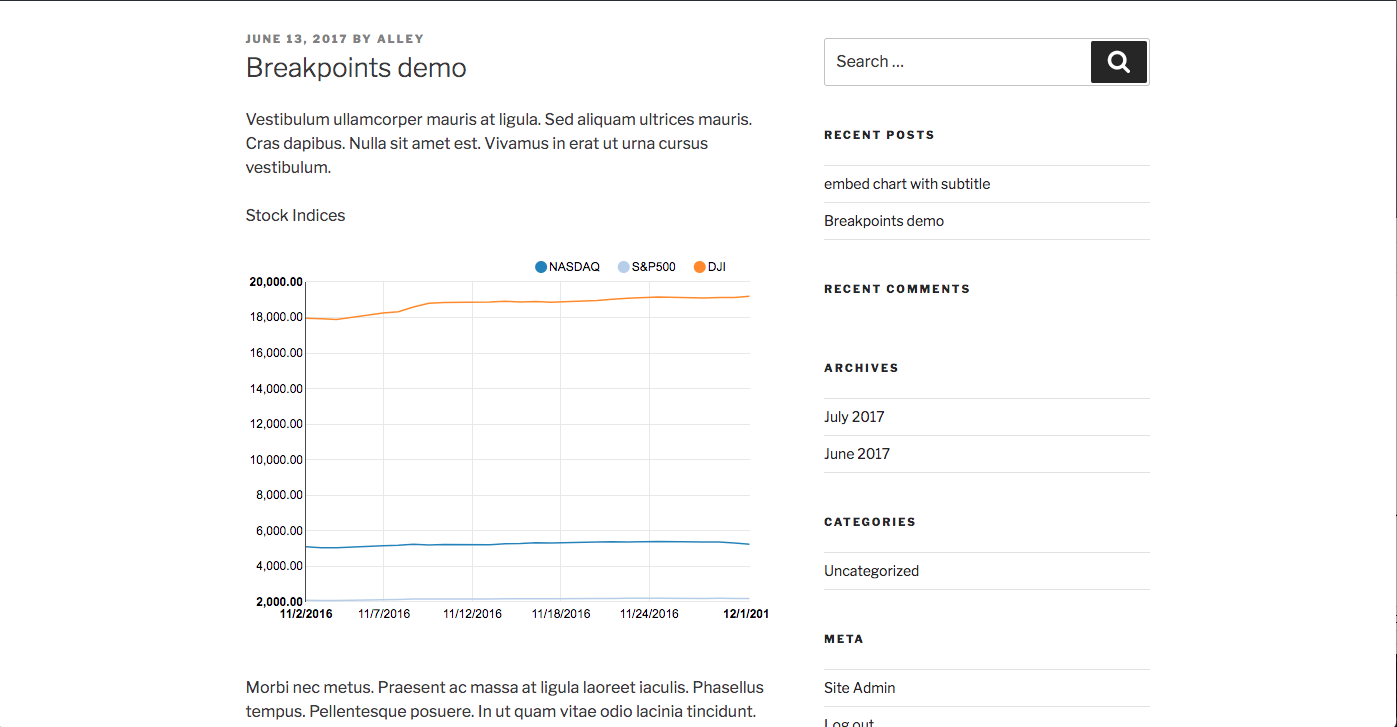 JUNE 13, 2017 BY ALLEY
Breakpoints demo
Vestibulum ullamcorper mauris at ligula. Sed aliquam ultrices mauris.
Cras dapibus. Nulla sit amet est. Vivamus in erat ut urna cursus
vestibulum.
Stock Indices
NASDAQ S&P500 DJI
20,000.00
18,000.00
16,000.00
14,000.00
12,000.00
10,000.00
8,000.00
6,000.00
4,000.00
2,000.00
11/2/2016 11/7/2016 11/12/2016 11/18/2016 11/24/2016 12/1/201
Morbi nec metus. Praesent ac massa at ligula laoreet iaculis. Phasellus
tempus. Pellentesque posuere. In ut quam vitae odio lacinia tincidunt.
Search ...
RECENT POSTS
embed chart with subtitle
Breakpoints demo
RECENT COMMENTS
ARCHIVES
July 2017
June 2017
CATEGORIES
Uncategorized
META
Site Admin
Log out